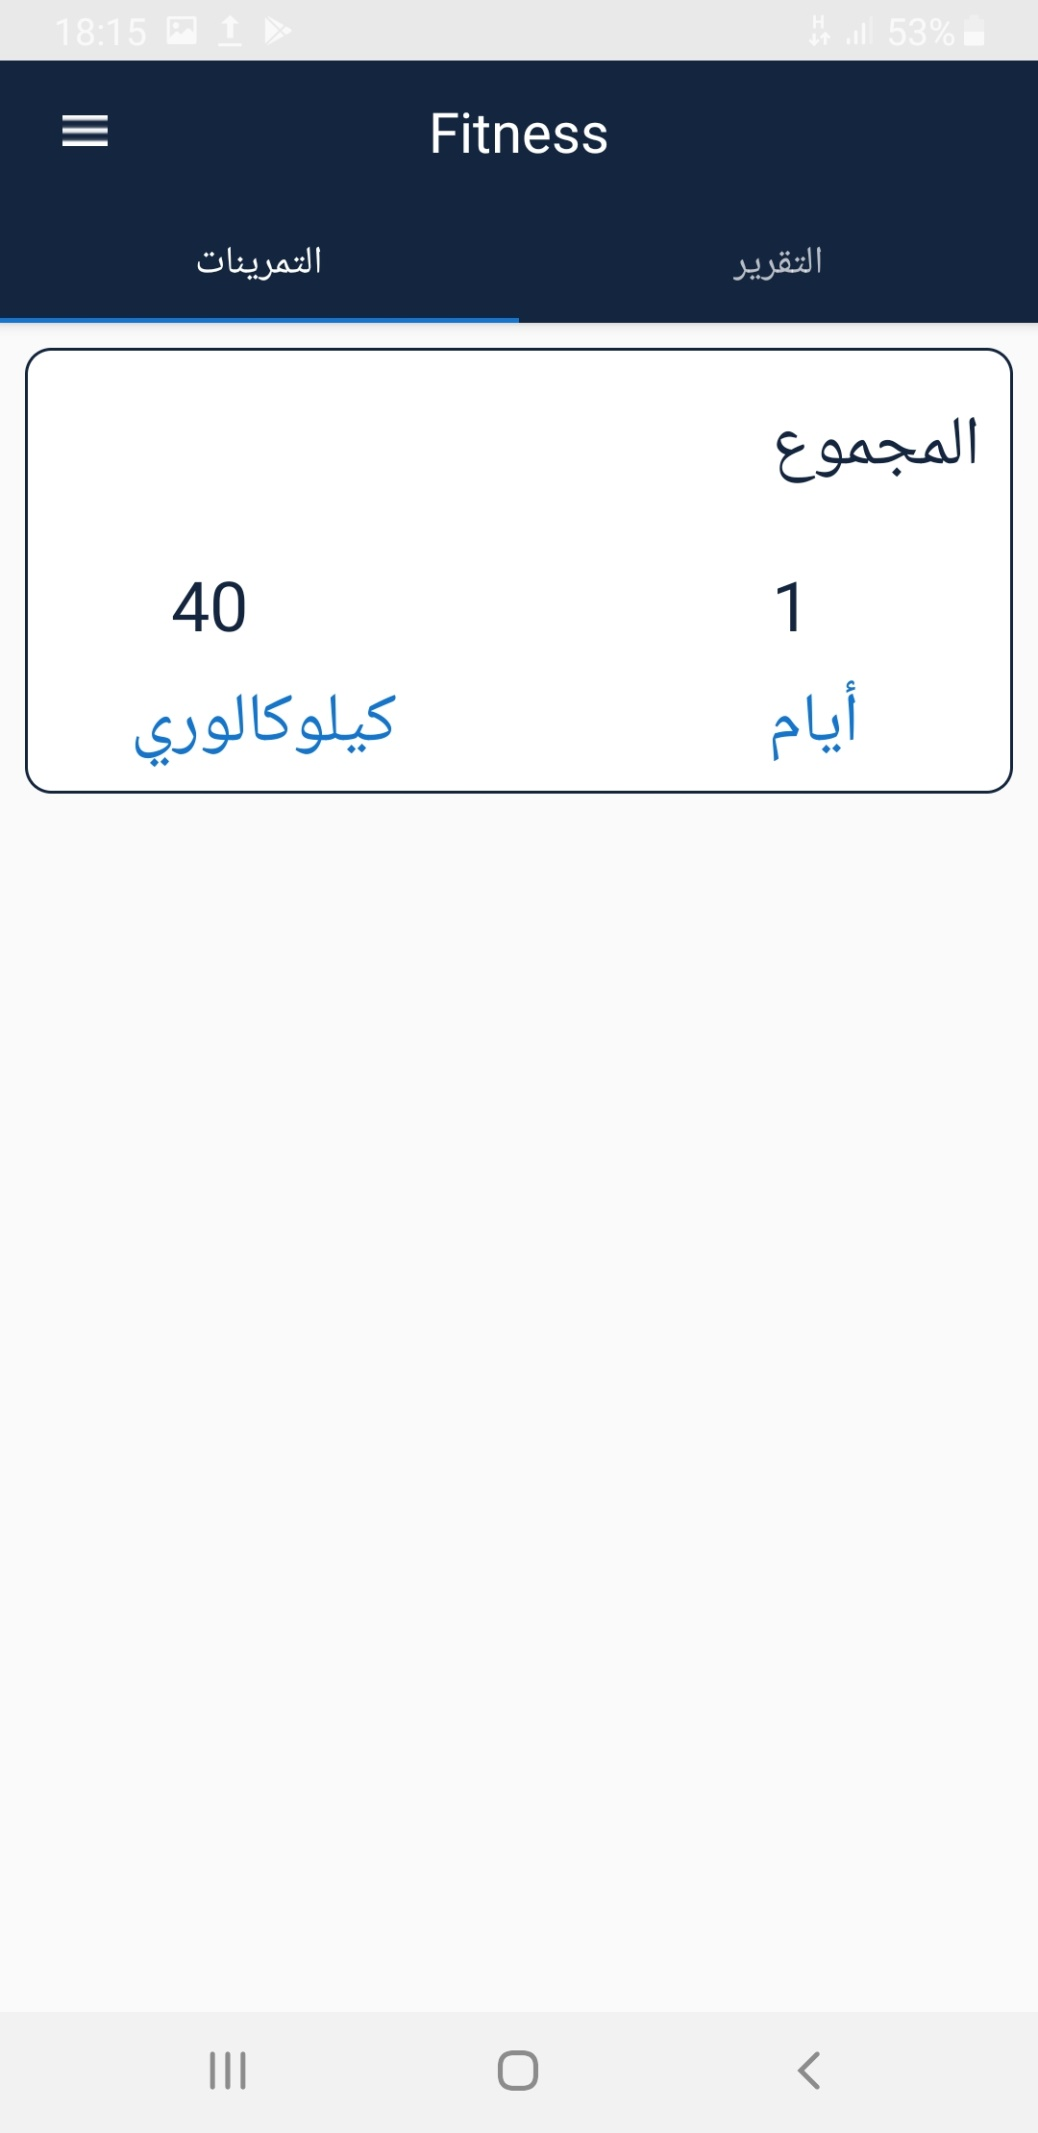 18:15 53%
Fitness
التمرينات التقرير
المجموع
1 40
أيام كيلوكالوري